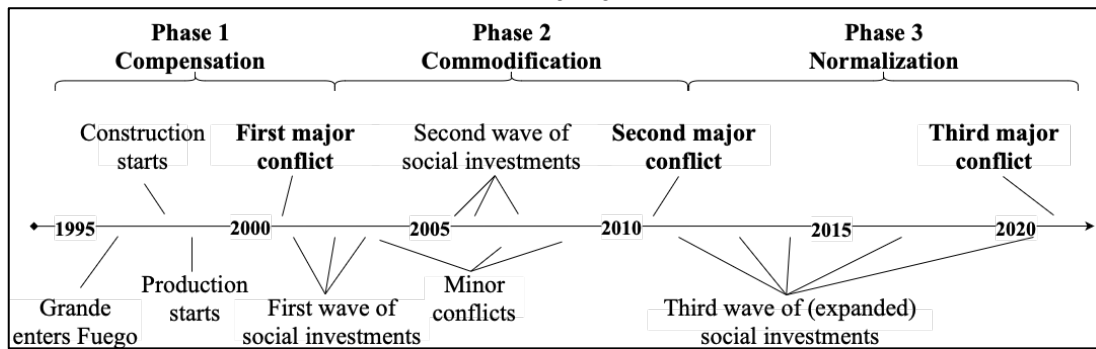 Phase 1
Compensation
Phase 2
Commodification
Phase 3
Normalization
Construction
starts
First major
conflict
Second wave of
social investments
Second major
conflict
Third major
conflict
1995
2000
2005
2010
2015
2020
Grande
enters Fuego
Production
starts
First wave of
social investments
Minor
conflicts
Third wave of (expanded)
social investments